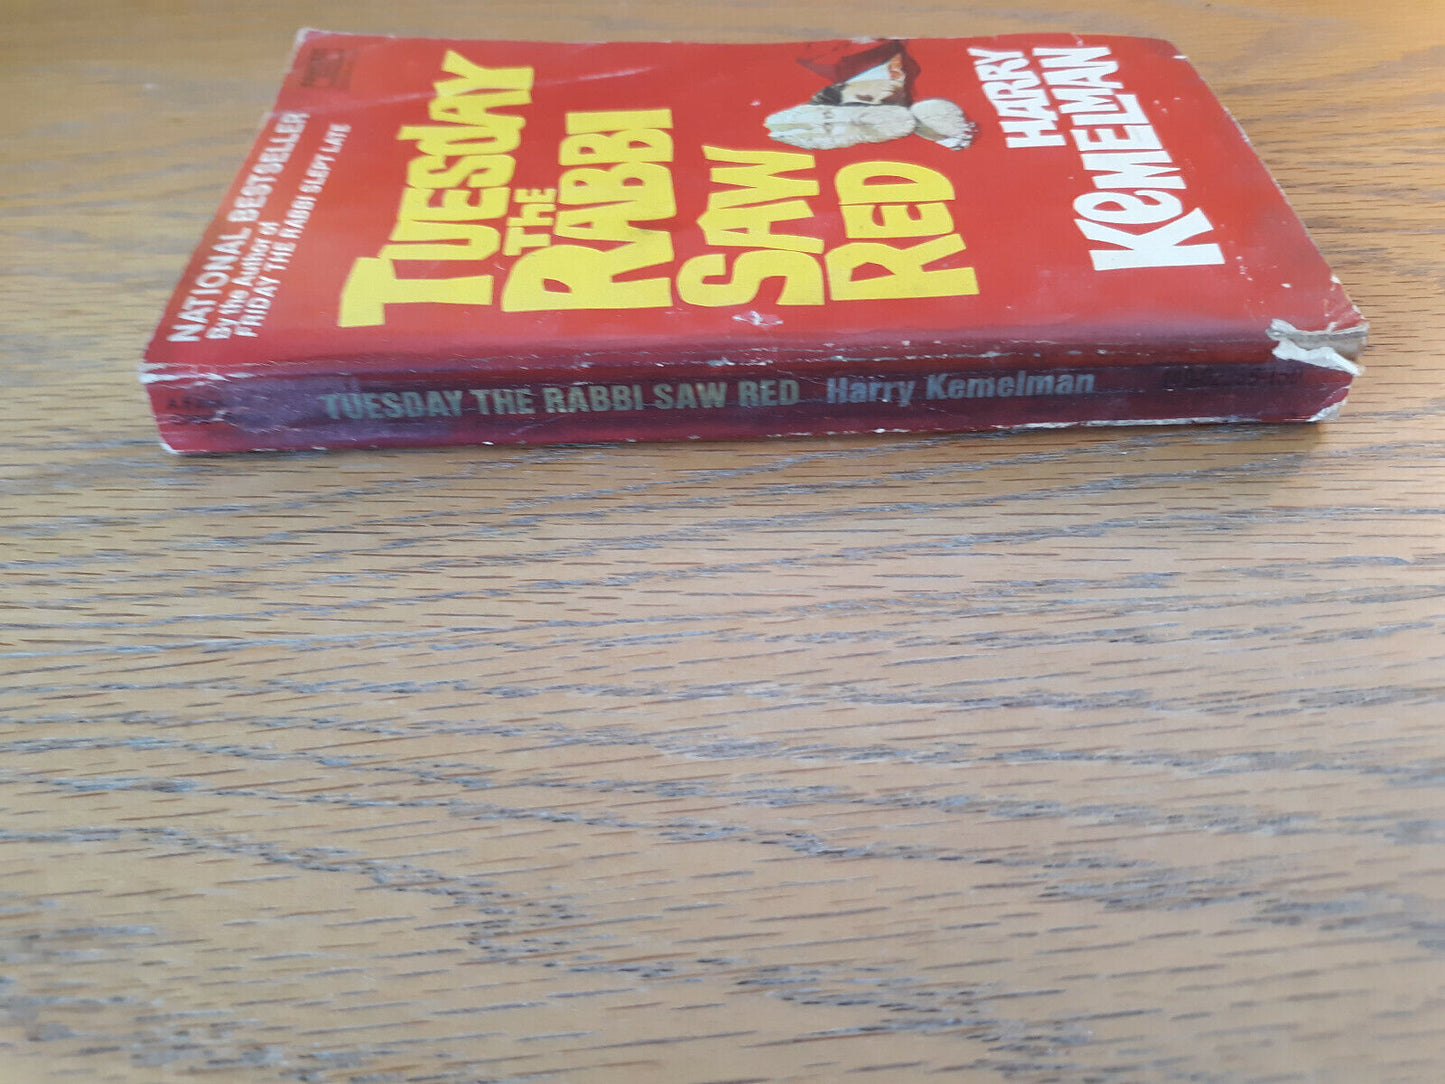 NATIONAL BESTSELLER
By the Author of
FRIDAY THE RABBI SLEPT LATE
TUESDAY
THE
RABBI
SAW
RED
HARRY
KEMELMAN
TUESDAY THE RABBI SAW RED Harry Kemelman